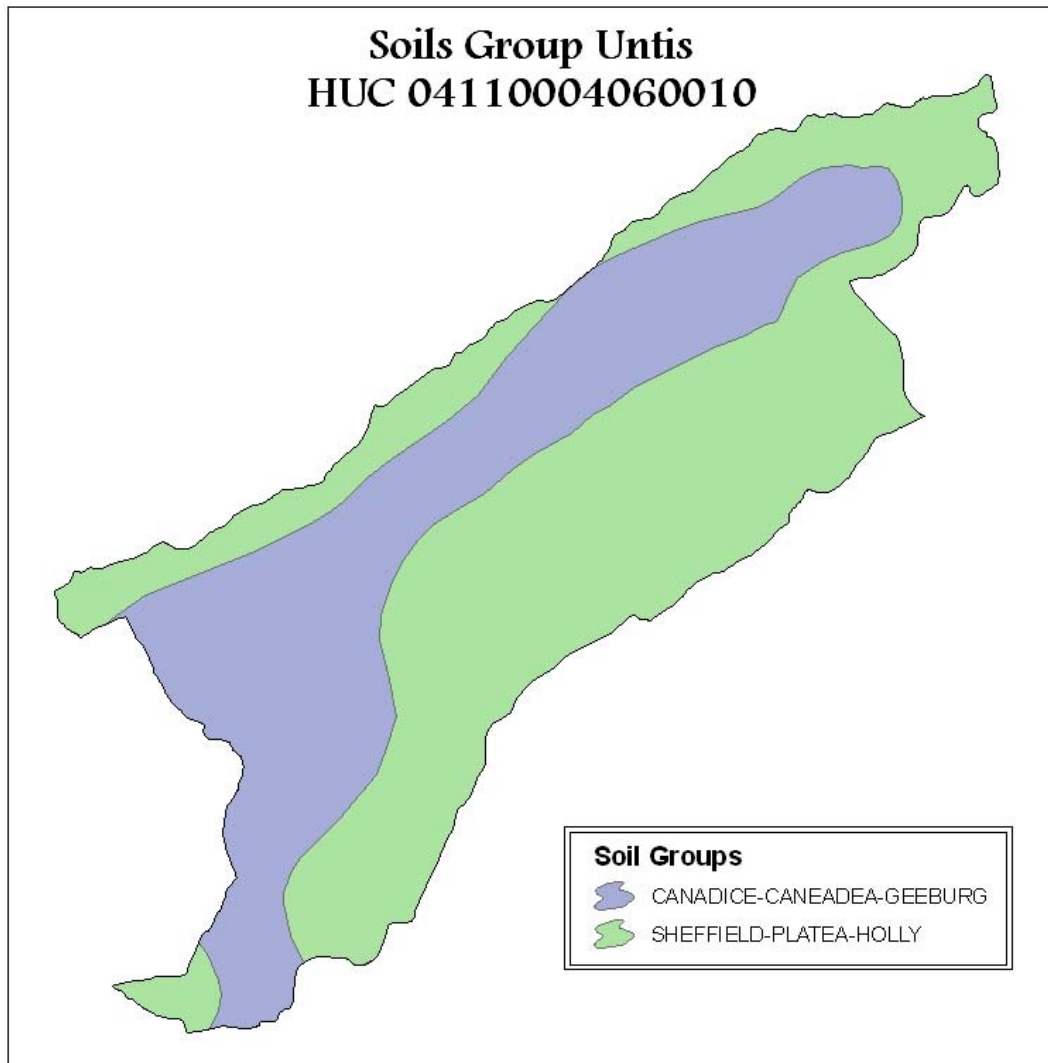 Soils Group Untis
HUC 04110004060010
Soil Groups
CANADICE-CANEADEA-GEEBURG
SHEFFIELD-PLATEA-HOLLY